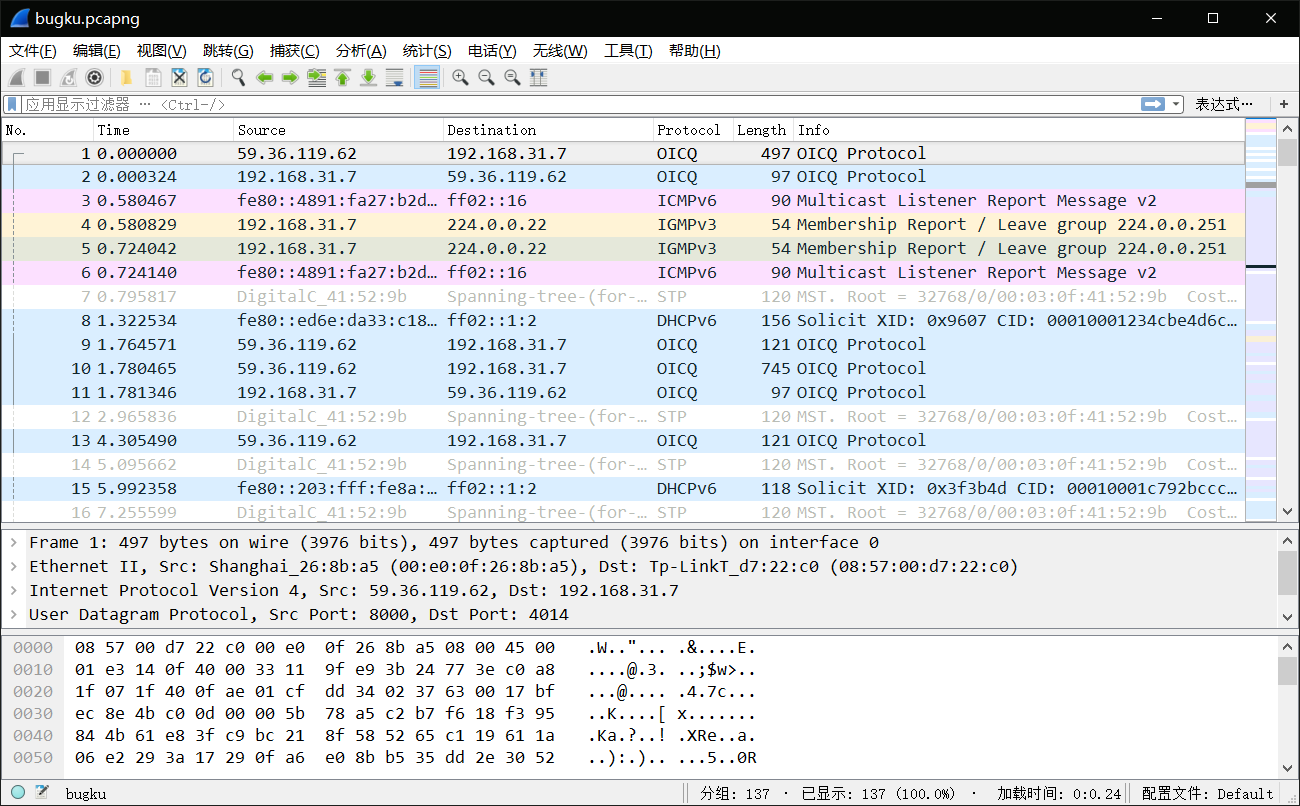 bugku.pcapng
文件(F) 编辑(E) 视图(V) 跳转(G) 捕获(C) 分析(A) 统计(S) 电话(Y) 无线(W) 工具(T) 帮助(H)
应用显示过滤器 … <Ctrl-/> 表达式… +
No. Time Source Destination Protocol Length Info
1 0.000000 59.36.119.62 192.168.31.7 OICQ 497 OICQ Protocol
2 0.000324 192.168.31.7 59.36.119.62 OICQ 97 OICQ Protocol
3 0.580467 fe80::4891:fa27:b2d… ff02::16 ICMPv6 90 Multicast Listener Report Message v2
4 0.580829 192.168.31.7 224.0.0.22 IGMPv3 54 Membership Report / Leave group 224.0.0.251
5 0.724042 192.168.31.7 224.0.0.22 IGMPv3 54 Membership Report / Leave group 224.0.0.251
6 0.724140 fe80::4891:fa27:b2d… ff02::16 ICMPv6 90 Multicast Listener Report Message v2
7 0.795817 DigitalC_41:52:9b Spanning-tree-(for-… STP 120 MST. Root = 32768/0/00:03:0f:41:52:9b Cost…
8 1.322534 fe80::ed6e:da33:c18… ff02::1:2 DHCPv6 156 Solicit XID: 0x9607 CID: 00010001234cbe4d6c…
9 1.764571 59.36.119.62 192.168.31.7 OICQ 121 OICQ Protocol
10 1.780465 59.36.119.62 192.168.31.7 OICQ 745 OICQ Protocol
11 1.781346 192.168.31.7 59.36.119.62 OICQ 97 OICQ Protocol
12 2.965836 DigitalC_41:52:9b Spanning-tree-(for-… STP 120 MST. Root = 32768/0/00:03:0f:41:52:9b Cost…
13 4.305490 59.36.119.62 192.168.31.7 OICQ 121 OICQ Protocol
14 5.095662 DigitalC_41:52:9b Spanning-tree-(for-… STP 120 MST. Root = 32768/0/00:03:0f:41:52:9b Cost…
15 5.992358 fe80::203:fff:fe8a:… ff02::1:2 DHCPv6 118 Solicit XID: 0x3f3b4d CID: 00010001c792bccc…
16 7.255599 DigitalC_41:52:9b Spanning-tree-(for-… STP 120 MST. Root = 32768/0/00:03:0f:41:52:9b Cost…
Frame 1: 497 bytes on wire (3976 bits), 497 bytes captured (3976 bits) on interface 0
Ethernet II, Src: Shanghai_26:8b:a5 (00:e0:0f:26:8b:a5), Dst: Tp-LinkT_d7:22:c0 (08:57:00:d7:22:c0)
Internet Protocol Version 4, Src: 59.36.119.62, Dst: 192.168.31.7
User Datagram Protocol, Src Port: 8000, Dst Port: 4014
0000 08 57 00 d7 22 c0 00 e0 0f 26 8b a5 08 00 45 00 .W.."... .&....E.
0010 01 e3 14 0f 40 00 33 11 9f e9 3b 24 77 3e c0 a8 ....@.3. ..;$w>..
0020 1f 07 1f 40 0f ae 01 cf dd 34 02 37 63 00 17 bf ...@.... .4.7c...
0030 ec 8e 4b c0 0d 00 00 5b 78 a5 c2 b7 f6 18 f3 95 ..K....[ x.......
0040 84 4b 61 e8 3f c9 bc 21 8f 58 52 65 c1 19 61 1a .Ka.?..! .XRe..a.
0050 06 e2 29 3a 17 29 0f a6 e0 8b b5 35 dd 2e 30 52 ..):.).. ...5..0R
bugku 分组: 137 · 已显示: 137 (100.0%) · 加载时间: 0:0.24 配置文件: Default